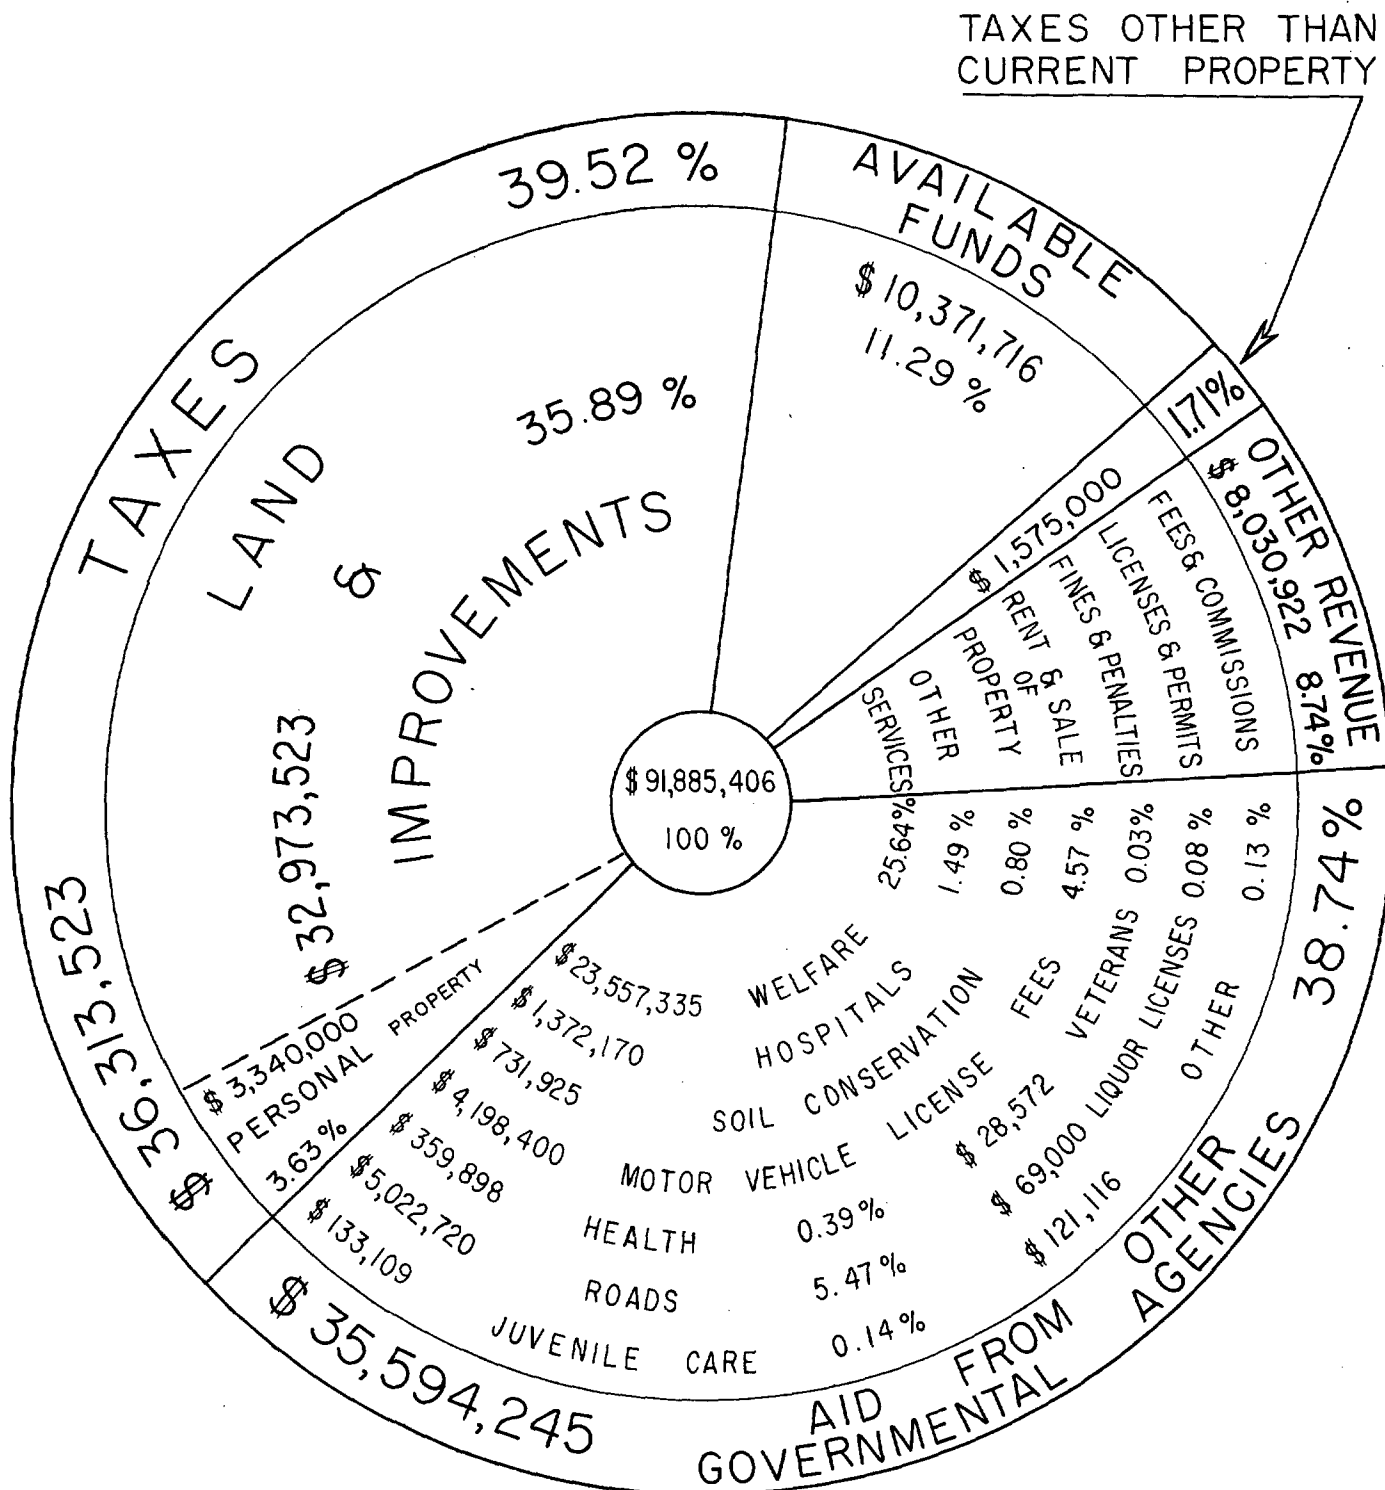 TAXES OTHER THAN
CURRENT PROPERTY
39.52 %
TAXES
$ 36,313,523
LAND
&
IMPROVEMENTS
35.89 %
$ 32,973,523
$ 3,340,000
PERSONAL PROPERTY
3.63 %
AVAILABLE
FUNDS
$ 10,371,716
11.29 %
1.71%
$ 1,575,000
OTHER REVENUE
$ 8,030,922 8.74%
FEES & COMMISSIONS
LICENSES & PERMITS
FINES & PENALTIES
RENT & SALE
OF
PROPERTY
OTHER
SERVICES
$ 91,885,406
100 %
38.74 %
AID FROM OTHER
GOVERNMENTAL AGENCIES
$ 35,594,245
$ 23,557,335 WELFARE 25.64%
$ 1,372,170 HOSPITALS 1.49 %
$ 731,925 SOIL CONSERVATION 0.80 %
$ 4,198,400 MOTOR VEHICLE LICENSE FEES 4.57 %
$ 359,898 HEALTH 0.39%
$ 5,022,720 ROADS 5.47%
$ 133,109 JUVENILE CARE 0.14%
$ 28,572 VETERANS 0.03%
$ 69,000 LIQUOR LICENSES 0.08 %
$ 121,116 OTHER 0.13 %